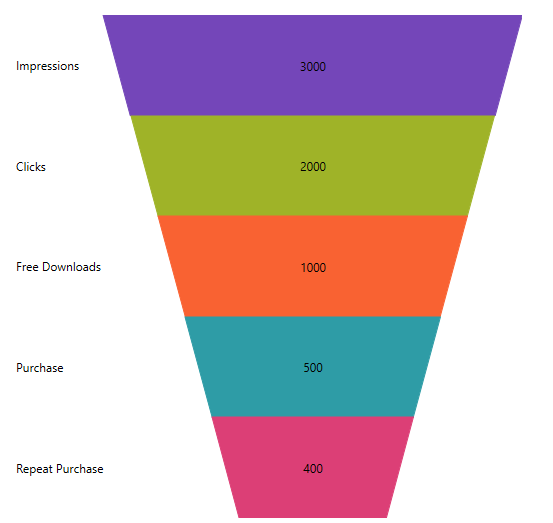 Impressions 3000
Clicks 2000
Free Downloads 1000
Purchase 500
Repeat Purchase 400